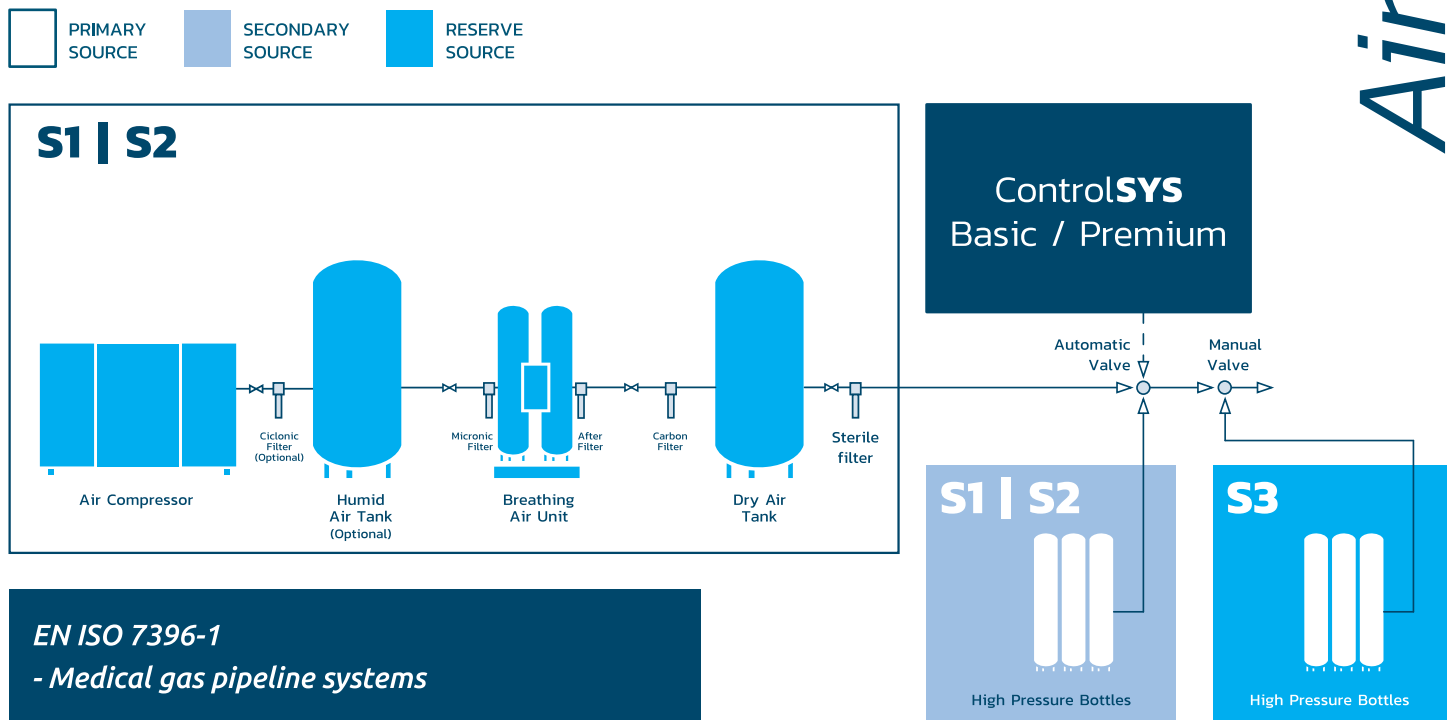 PRIMARY
SOURCE
SECONDARY
SOURCE
RESERVE
SOURCE
Air
S1 | S2
ControlSYS
Basic / Premium
Automatic
Valve
Manual
Valve
Ciclonic
Filter
(Optional)
Micronic
Filter
After
Filter
Carbon
Filter
Sterile
filter
Air Compressor
Humid
Air Tank
(Optional)
Breathing
Air Unit
Dry Air
Tank
S1 | S2
High Pressure Bottles
S3
High Pressure Bottles
EN ISO 7396-1
- Medical gas pipeline systems